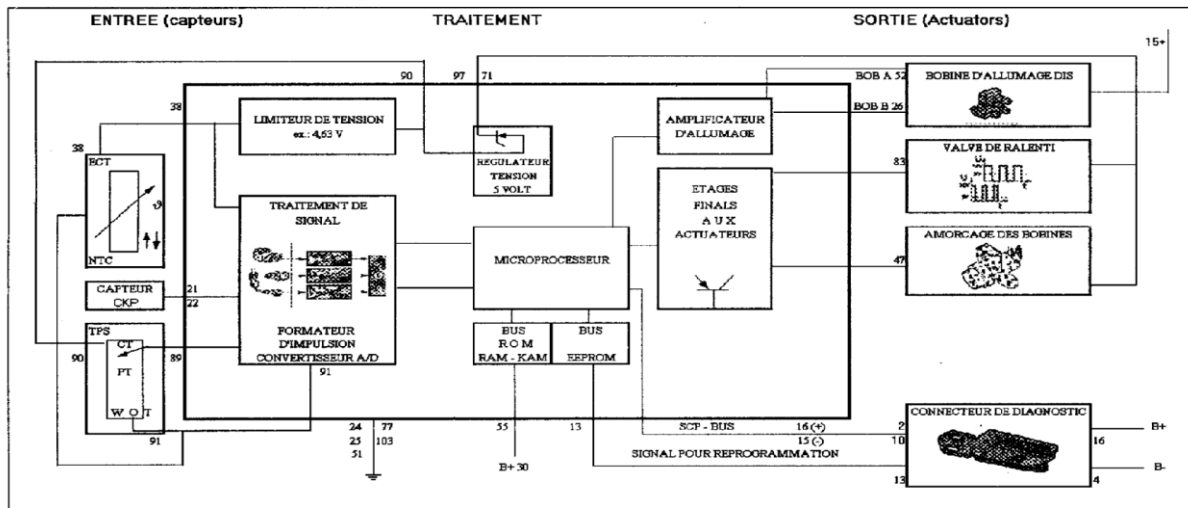 ENTREE (capteurs)
TRAITEMENT
SORTIE (Actuators)
15+
90
97
71
38
LIMITEUR DE TENSION
ex.: 4,63 V
REGULATEUR
TENSION
5 VOLT
AMPLIFICATEUR
D'ALLUMAGE
BOB A 52
BOB B 26
BOBINE D'ALLUMAGE DIS
38
ECT
NTC
TRAITEMENT DE
SIGNAL
FORMATEUR
D'IMPULSION
CONVERTISSEUR A/D
91
MICROPROCESSEUR
ETAGES
FINALS
A U X
ACTUATEURS
83
VALVE DE RALENTI
47
AMORCAGE DES BOBINES
CAPTEUR
CKP
21
22
TPS
CT
PT
W O T
90
89
91
BUS
R O M
RAM - KAM
BUS
EEPROM
24
25
51
77
103
55
B+ 30
13
SCP - BUS
16 (+)
15 (-)
SIGNAL POUR REPROGRAMMATION
CONNECTEUR DE DIAGNOSTIC
2
10
13
16
4
B+
B-